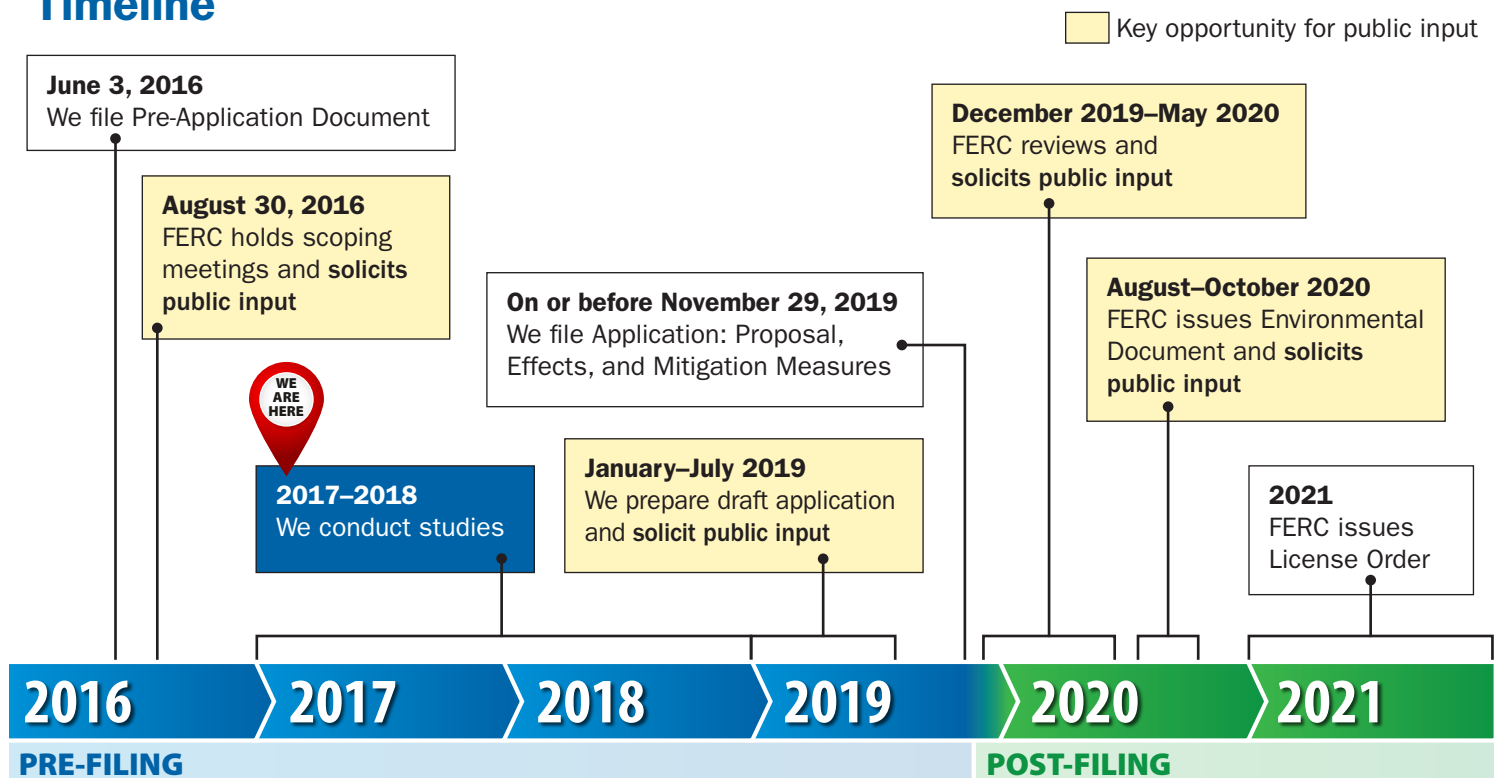 Timeline
Key opportunity for public input
June 3, 2016
We file Pre-Application Document
August 30, 2016
FERC holds scoping
meetings and solicits
public input
WE
ARE
HERE
2017–2018
We conduct studies
On or before November 29, 2019
We file Application: Proposal,
Effects, and Mitigation Measures
January–July 2019
We prepare draft application
and solicit public input
December 2019–May 2020
FERC reviews and
solicits public input
August–October 2020
FERC issues Environmental
Document and solicits
public input
2021
FERC issues
License Order
2016
2017
2018
2019
2020
2021
PRE-FILING
POST-FILING